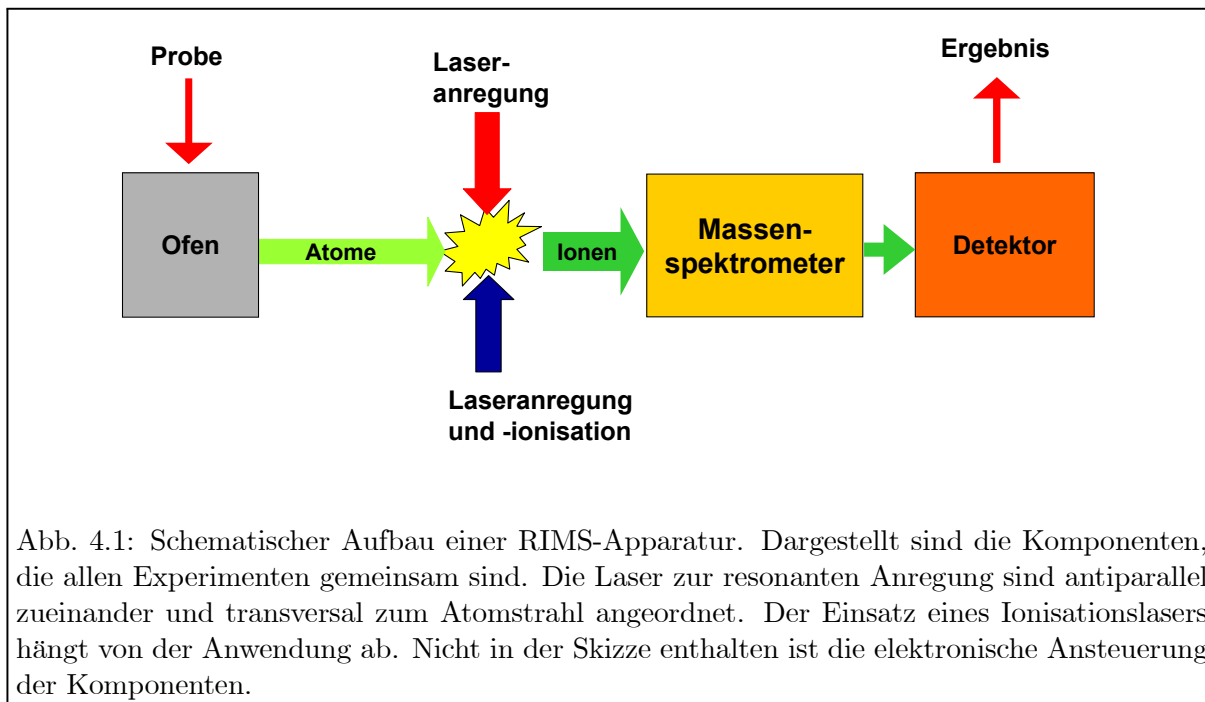 Probe
Laser-
anregung
Ergebnis
Ofen
Atome
Ionen
Massen-
spektrometer
Detektor
Laseranregung
und -ionisation
Abb. 4.1: Schematischer Aufbau einer RIMS-Apparatur. Dargestellt sind die Komponenten,
die allen Experimenten gemeinsam sind. Die Laser zur resonanten Anregung sind antiparallel
zueinander und transversal zum Atomstrahl angeordnet. Der Einsatz eines Ionisationslasers
hängt von der Anwendung ab. Nicht in der Skizze enthalten ist die elektronische Ansteuerung
der Komponenten.